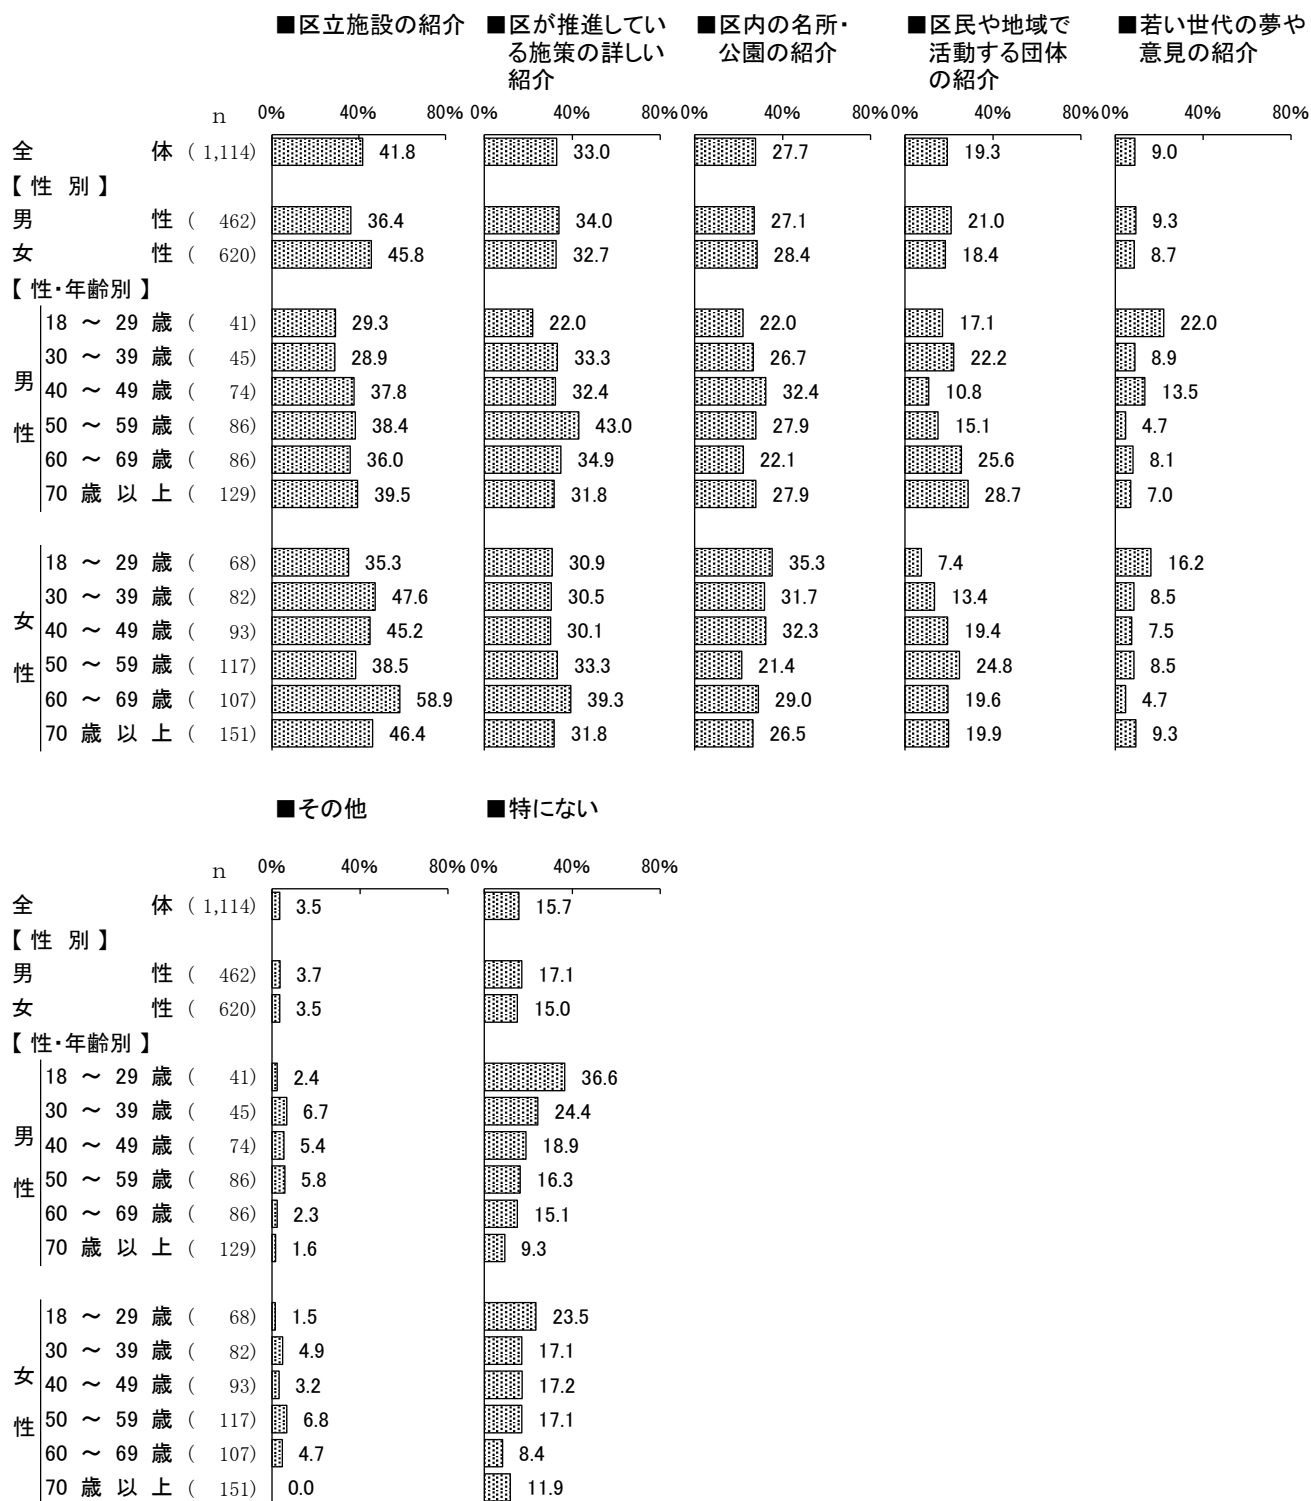 ■区立施設の紹介 ■区が推進している施策の詳しい紹介 ■区内の名所・公園の紹介 ■区民や地域で活動する団体の紹介 ■若い世代の夢や意見の紹介
n 0% 40% 80% 0% 40% 80% 0% 40% 80% 0% 40% 80% 0% 40% 80%
全体 (1,114) 41.8 33.0 27.7 19.3 9.0
【性別】
男性 (462) 36.4 34.0 27.1 21.0 9.3
女性 (620) 45.8 32.7 28.4 18.4 8.7
【性・年齢別】
男性
18 ～ 29 歳 (41) 29.3 22.0 22.0 17.1 22.0
30 ～ 39 歳 (45) 28.9 33.3 26.7 22.2 8.9
40 ～ 49 歳 (74) 37.8 32.4 32.4 10.8 13.5
50 ～ 59 歳 (86) 38.4 43.0 27.9 15.1 4.7
60 ～ 69 歳 (86) 36.0 34.9 22.1 25.6 8.1
70 歳以上 (129) 39.5 31.8 27.9 28.7 7.0
女性
18 ～ 29 歳 (68) 35.3 30.9 35.3 7.4 16.2
30 ～ 39 歳 (82) 47.6 30.5 31.7 13.4 8.5
40 ～ 49 歳 (93) 45.2 30.1 32.3 19.4 7.5
50 ～ 59 歳 (117) 38.5 33.3 21.4 24.8 8.5
60 ～ 69 歳 (107) 58.9 39.3 29.0 19.6 4.7
70 歳以上 (151) 46.4 31.8 26.5 19.9 9.3
■その他 ■特にない
n 0% 40% 80% 0% 40% 80%
全体 (1,114) 3.5 15.7
【性別】
男性 (462) 3.7 17.1
女性 (620) 3.5 15.0
【性・年齢別】
男性
18 ～ 29 歳 (41) 2.4 36.6
30 ～ 39 歳 (45) 6.7 24.4
40 ～ 49 歳 (74) 5.4 18.9
50 ～ 59 歳 (86) 5.8 16.3
60 ～ 69 歳 (86) 2.3 15.1
70 歳以上 (129) 1.6 9.3
女性
18 ～ 29 歳 (68) 1.5 23.5
30 ～ 39 歳 (82) 4.9 17.1
40 ～ 49 歳 (93) 3.2 17.2
50 ～ 59 歳 (117) 6.8 17.1
60 ～ 69 歳 (107) 4.7 8.4
70 歳以上 (151) 0.0 11.9